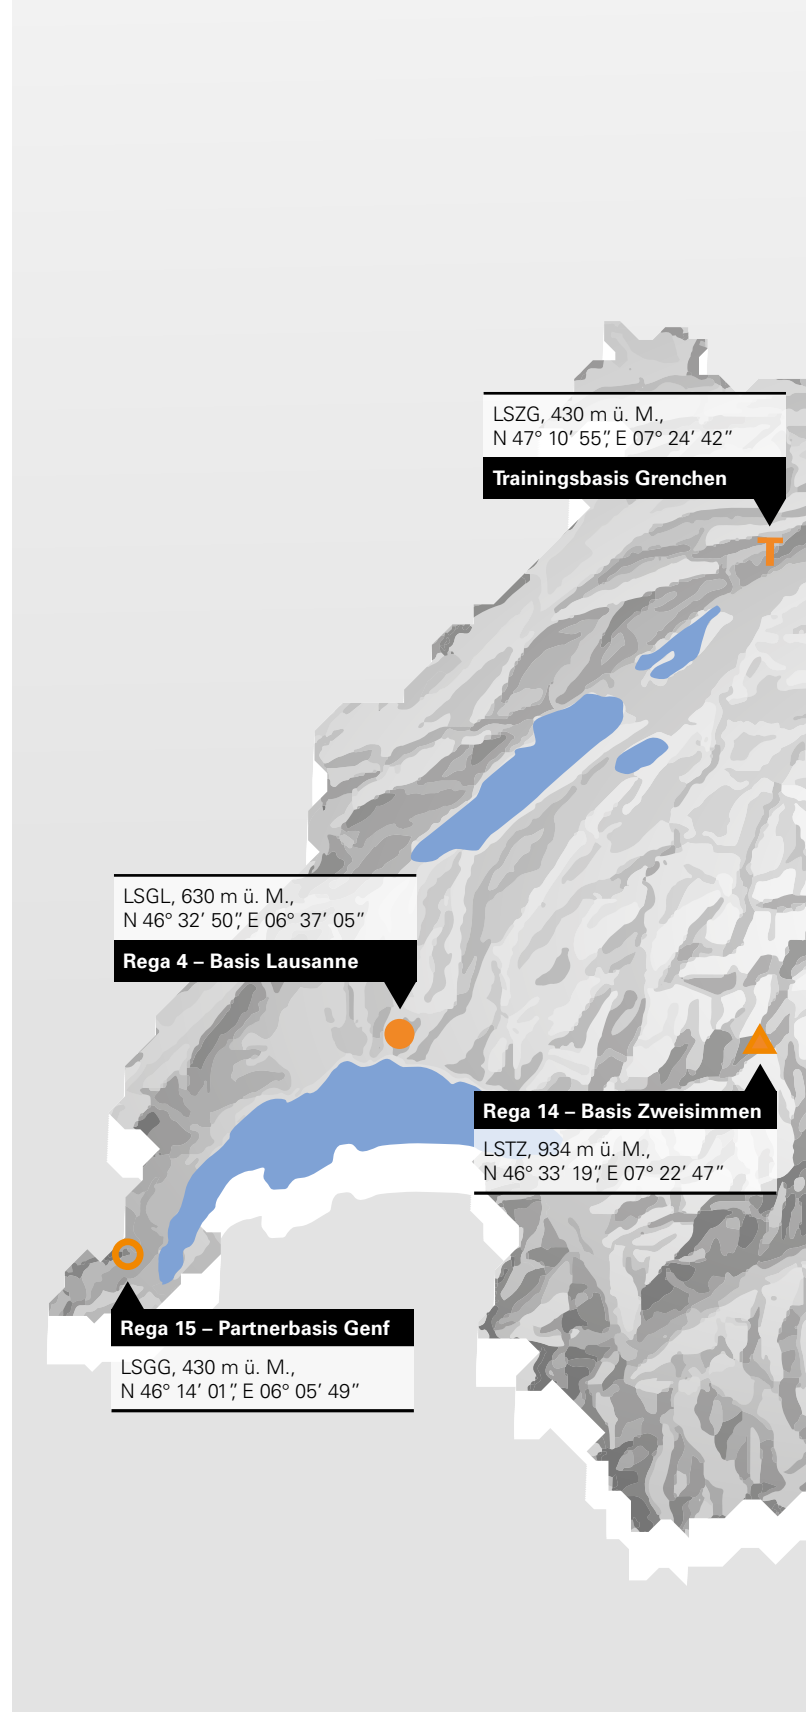 LSZG, 430 m ü. M.,
N 47° 10’ 55”, E 07° 24’ 42”
Trainingsbasis Grenchen
T
LSGL, 630 m ü. M.,
N 46° 32’ 50”, E 06° 37’ 05”
Rega 4 – Basis Lausanne
Rega 14 – Basis Zweisimmen
LSTZ, 934 m ü. M.,
N 46° 33’ 19”, E 07° 22’ 47”
Rega 15 – Partnerbasis Genf
LSGG, 430 m ü. M.,
N 46° 14’ 01”, E 06° 05’ 49”